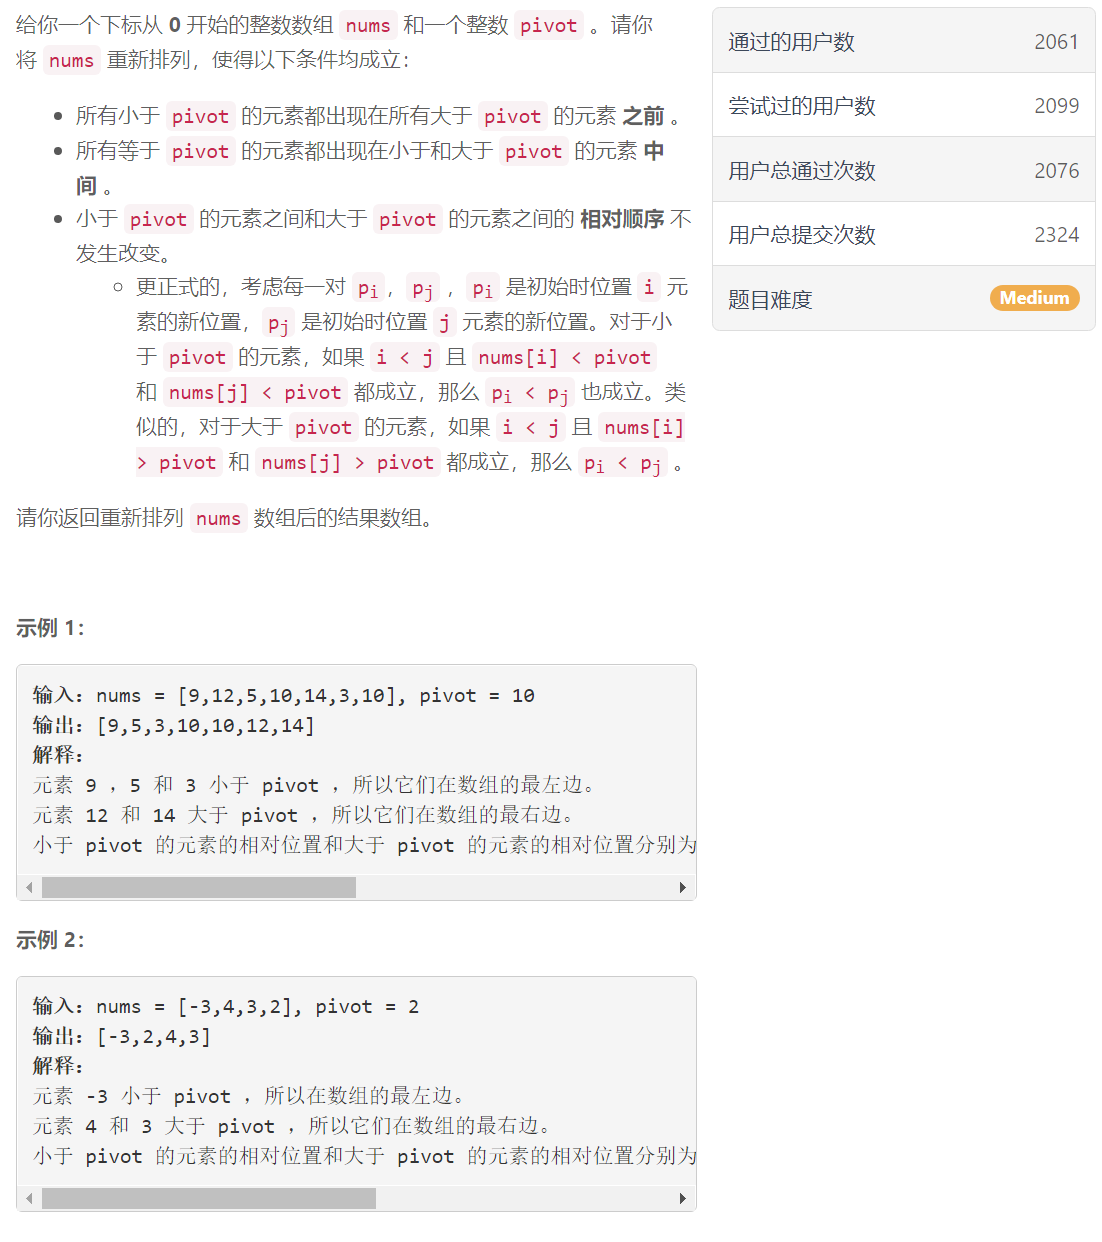 给你一个下标从 0 开始的整数数组 nums 和一个整数 pivot 。请你
将 nums 重新排列，使得以下条件均成立：
所有小于 pivot 的元素都出现在所有大于 pivot 的元素 之前 。
所有等于 pivot 的元素都出现在小于和大于 pivot 的元素 中
间 。
小于 pivot 的元素之间和大于 pivot 的元素之间的 相对顺序 不
发生改变。
更正式的，考虑每一对 pi，pj ，pi 是初始时位置 i 元
素的新位置，pj 是初始时位置 j 元素的新位置。对于小
于 pivot 的元素，如果 i < j 且 nums[i] < pivot
和 nums[j] < pivot 都成立，那么 pi < pj 也成立。类
似的，对于大于 pivot 的元素，如果 i < j 且 nums[i]
> pivot 和 nums[j] > pivot 都成立，那么 pi < pj 。
请你返回重新排列 nums 数组后的结果数组。
示例 1：
输入：nums = [9,12,5,10,14,3,10], pivot = 10
输出：[9,5,3,10,10,12,14]
解释：
元素 9 ，5 和 3 小于 pivot ，所以它们在数组的最左边。
元素 12 和 14 大于 pivot ，所以它们在数组的最右边。
小于 pivot 的元素的相对位置和大于 pivot 的元素的相对位置分别为
示例 2：
输入：nums = [-3,4,3,2], pivot = 2
输出：[-3,2,4,3]
解释：
元素 -3 小于 pivot ，所以在数组的最左边。
元素 4 和 3 大于 pivot ，所以它们在数组的最右边。
小于 pivot 的元素的相对位置和大于 pivot 的元素的相对位置分别为
通过的用户数 2061
尝试过的用户数 2099
用户总通过次数 2076
用户总提交次数 2324
题目难度 Medium